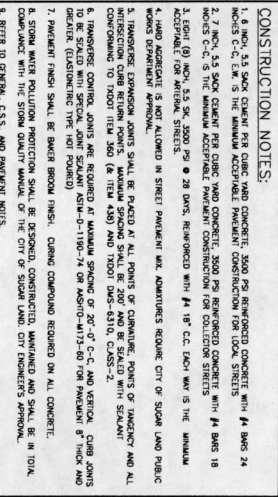 CONSTRUCTION NOTES:
1. 6 INCH, 5.5 SACK CEMENT PER CUBIC YARD CONCRETE, 3500 PSI REINFORCED CONCRETE WITH #4 BARS 24
INCHES C-C, E.W. IS THE MINIMUM ACCEPTABLE PAVEMENT CONSTRUCTION FOR LOCAL STREETS
2. 7 INCH, 5.5 SACK CEMENT PER CUBIC YARD CONCRETE, 3500 PSI REINFORCED CONCRETE WITH #4 BARS 18
INCHES C-C IS THE MINIMUM ACCEPTABLE PAVEMENT CONSTRUCTION FOR COLLECTOR STREETS
3. EIGHT (8) INCH, 5.5 SK, 3500 PSI @ 28 DAYS, REINFORCED WITH #4 18" C.C. EACH WAY IS THE MINIMUM
ACCEPTABLE FOR ARTERIAL STREETS.
4. HARD AGGREGATE IS NOT ALLOWED IN STREET PAVEMENT MIX. ADMIXTURES REQUIRE CITY OF SUGAR LAND PUBLIC
WORKS DEPARTMENT APPROVAL.
5. TRANSVERSE EXPANSION JOINTS SHALL BE PLACED AT ALL POINTS OF CURVATURE, POINTS OF TANGENCY AND ALL
INTERSECTION CURB RETURN POINTS. MAXIMUM SPACING SHALL BE 200' AND BE SEALED WITH SEALANT
CONFORMING TO TXDOT ITEM 360 (& ITEM 438) AND TXDOT DMS-6310, CLASS-2.
6. TRANSVERSE CONTROL JOINTS ARE REQUIRED AT MAXIMUM SPACING OF 20'-0" C-C, AND VERTICAL CURB JOINTS
TO BE SEALED WITH SPECIAL JOINT SEALANT ASTM-D-1190-74 OR AASHTO-M173-60 FOR PAVEMENT 8" THICK AND
GREATER. (ELASTOMETRIC TYPE HOT POURED)
7. PAVEMENT FINISH SHALL BE BAKER BROOM FINISH. CURING COMPOUND REQUIRED ON ALL CONCRETE.
8. STORM WATER POLLUTION PROTECTION SHALL BE DESIGNED, CONSTRUCTED, MAINTAINED AND SHALL BE IN TOTAL
COMPLIANCE WITH THE STORM QUALITY MANUAL OF THE CITY OF SUGAR LAND, CITY ENGINEER'S APPROVAL.
9. REFER TO GENERAL, C.S.S. AND PAVEMENT NOTES.